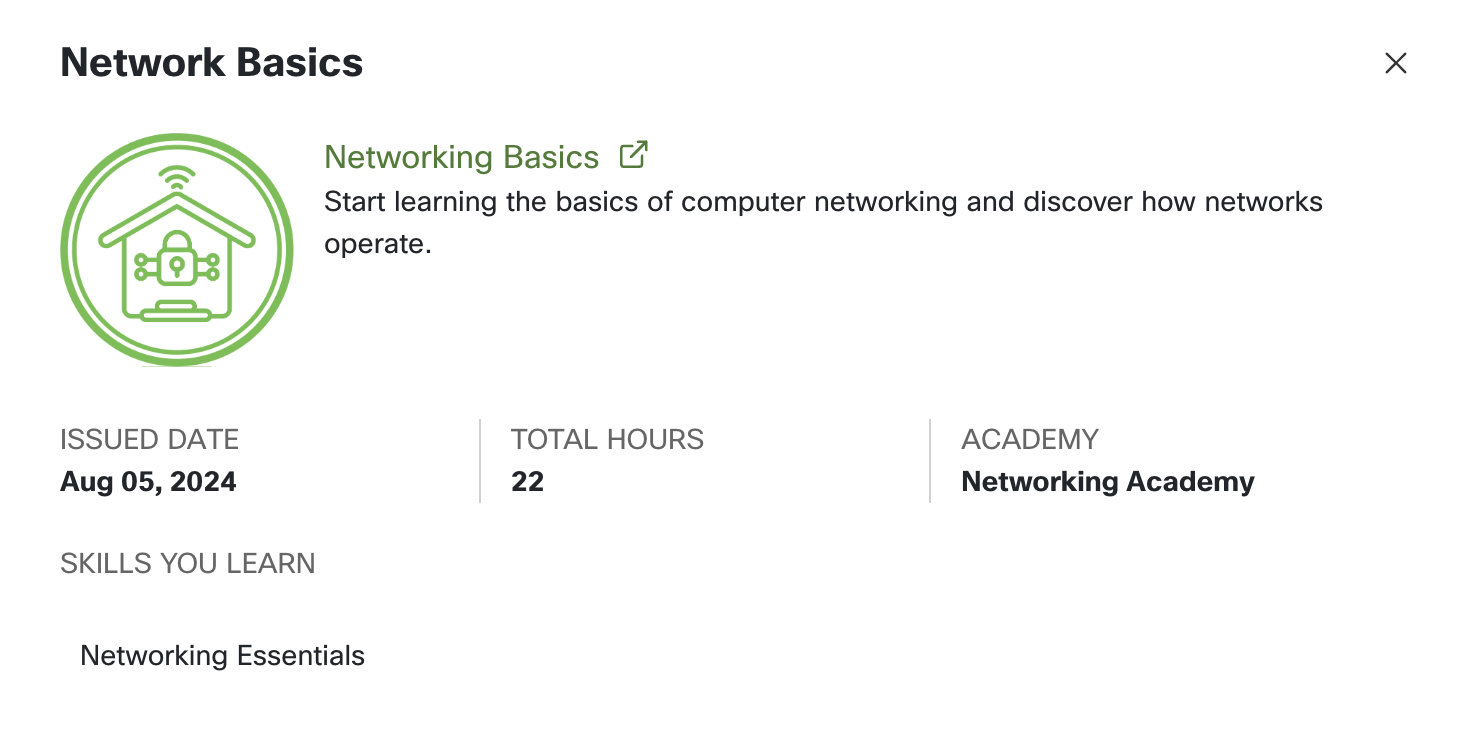 Network Basics
Networking Basics
Start learning the basics of computer networking and discover how networks
operate.
ISSUED DATE
Aug 05, 2024
TOTAL HOURS
22
ACADEMY
Networking Academy
SKILLS YOU LEARN
Networking Essentials